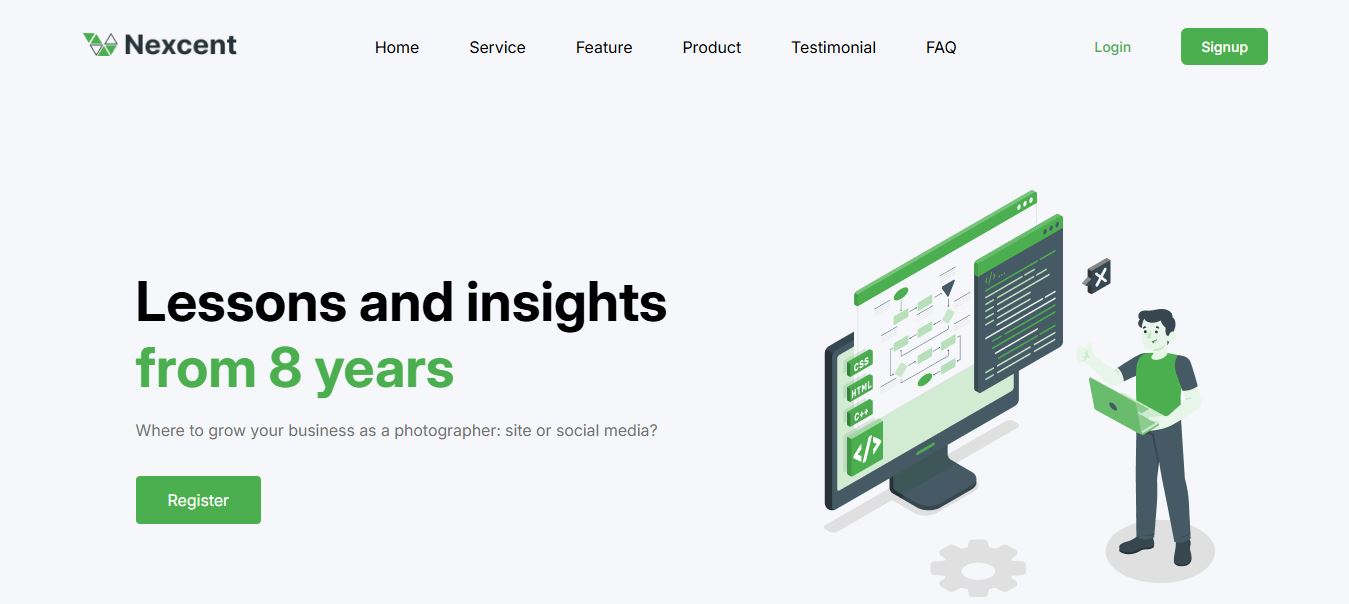 Nexcent
Home Service Feature Product Testimonial FAQ
Login
Signup
Lessons and insights
from 8 years
Where to grow your business as a photographer: site or social media?
Register
</>...
CSS
HTML
C++
</>